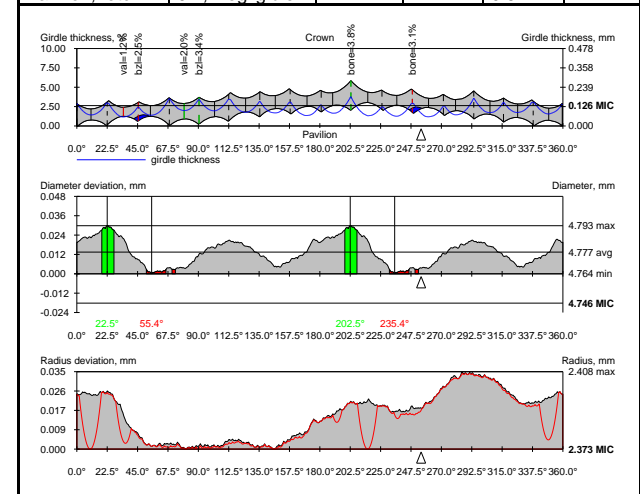 Girdle thickness, % Crown Girdle thickness, mm
10.00 0.478
7.50 0.358
5.00 0.239
2.50 0.126 MIC
0.00 0.000
val=1.2% bzl=2.5% val=2.0% bzl=3.4% bone=3.8% bone=3.1%
Pavilion
0.0° 22.5° 45.0° 67.5° 90.0° 112.5° 135.0° 157.5° 180.0° 202.5° 225.0° 247.5° 270.0° 292.5° 315.0° 337.5° 360.0°
girdle thickness
Diameter deviation, mm Diameter, mm
0.048
0.036
4.793 max
0.024
0.012 4.777 avg
0.000 4.764 min
-0.012
4.746 MIC
-0.024
22.5° 55.4° 202.5° 235.4°
0.0° 22.5° 45.0° 67.5° 90.0° 112.5° 135.0° 157.5° 180.0° 202.5° 225.0° 247.5° 270.0° 292.5° 315.0° 337.5° 360.0°
Radius deviation, mm Radius, mm
0.035 2.408 max
0.026
0.017
0.009
0.000 2.373 MIC
0.0° 22.5° 45.0° 67.5° 90.0° 112.5° 135.0° 157.5° 180.0° 202.5° 225.0° 247.5° 270.0° 292.5° 315.0° 337.5° 360.0°